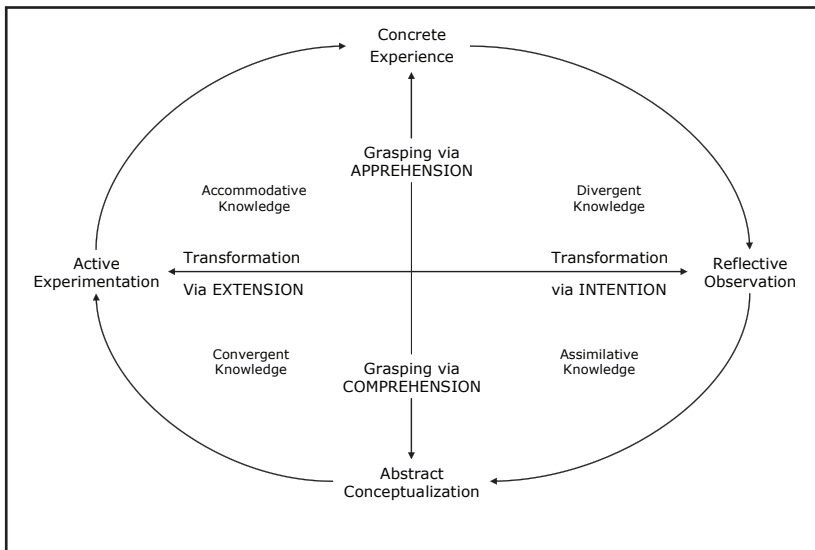 Concrete
Experience
Grasping via
APPREHENSION
Accommodative
Knowledge
Divergent
Knowledge
Active
Experimentation
Transformation
Via EXTENSION
Transformation
via INTENTION
Reflective
Observation
Convergent
Knowledge
Grasping via
COMPREHENSION
Assimilative
Knowledge
Abstract
Conceptualization